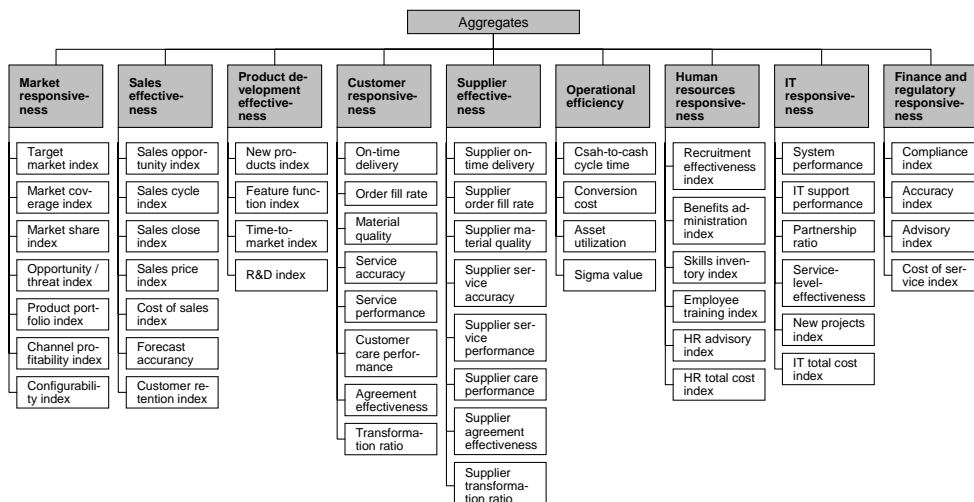 Aggregates
Market
responsive-
ness
Target
market index
Market cov-
erage index
Market share
index
Opportunity /
threat index
Product port-
folio index
Channel pro-
fitability index
Configurabili-
ty index
Sales
effective-
ness
Sales oppor-
tunity index
Sales cycle
index
Sales close
index
Sales price
index
Cost of sales
index
Forecast
accurancy
Customer re-
tention index
Product de-
velopment
effective-
ness
New pro-
ducts index
Feature func-
tion index
Time-to-
market index
R&D index
Customer
responsive-
ness
On-time
delivery
Order fill rate
Material
quality
Service
accuracy
Service
performance
Customer
care perfor-
mance
Agreement
effectiveness
Transforma-
tion ratio
Supplier
effective-
ness
Supplier on-
time delivery
Supplier
order fill rate
Supplier ma-
terial quality
Supplier ser-
vice
accuracy
Supplier ser-
vice
performance
Supplier care
performance
Supplier
agreement
effectiveness
Supplier
transforma-
tion ratio
Operational
efficiency
Csah-to-cash
cycle time
Conversion
cost
Asset
utilization
Sigma value
Human
resources
responsive-
ness
Recruitment
effectiveness
index
Benefits ad-
ministration
index
Skills inven-
tory index
Employee
training index
HR advisory
index
HR total cost
index
IT
responsive-
ness
System
performance
IT support
performance
Partnership
ratio
Service-
level-
effectiveness
New projects
index
IT total cost
index
Finance and
regulatory
responsive-
ness
Compliance
index
Accuracy
index
Advisory
index
Cost of ser-
vice index